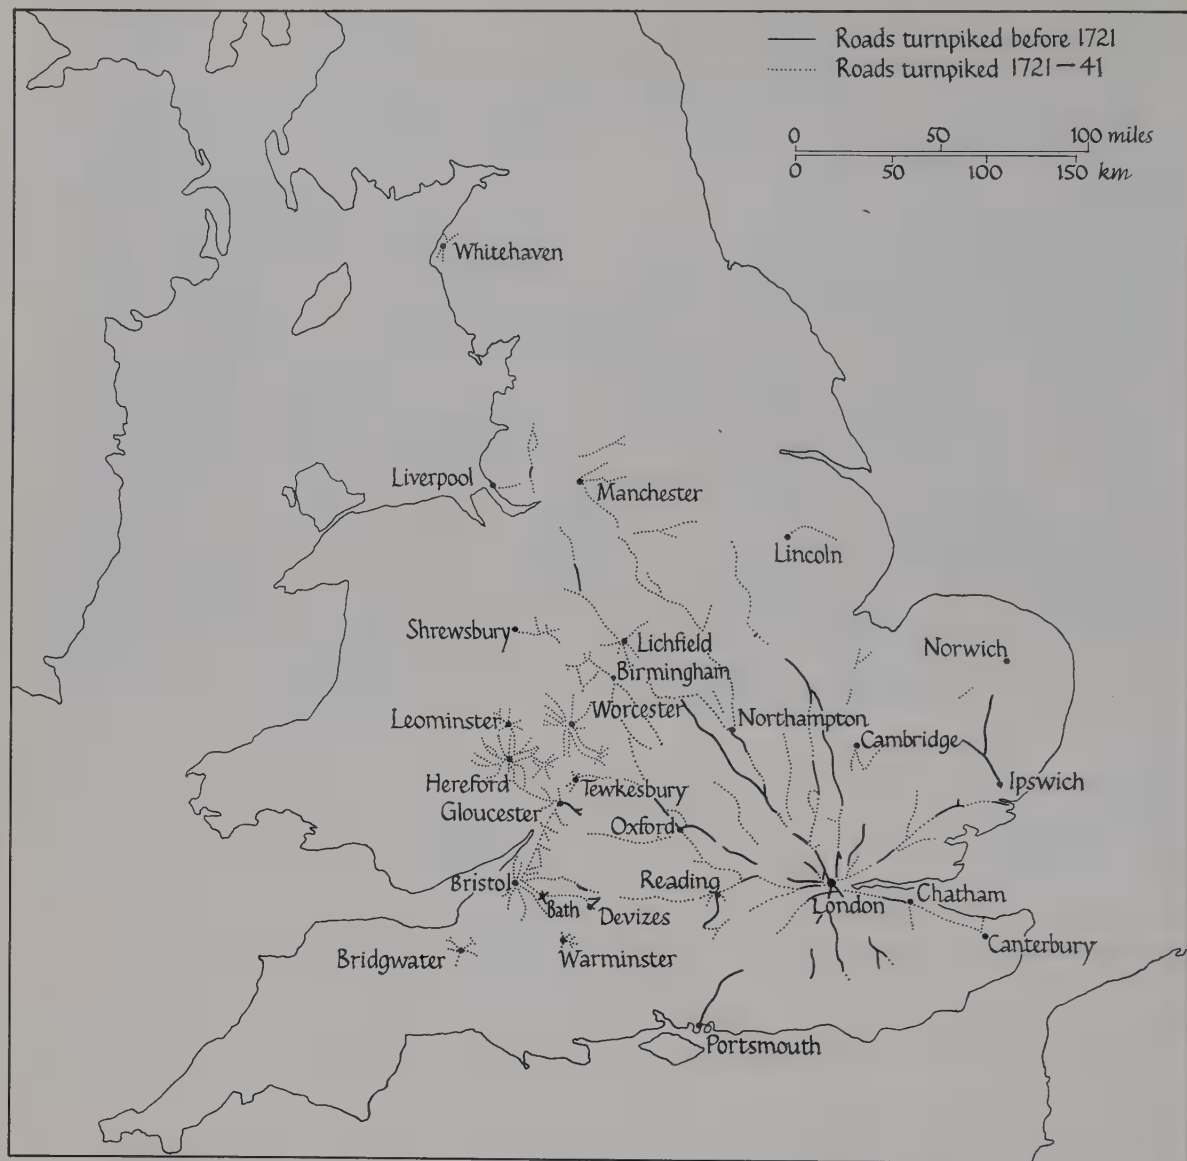 Roads turnpiked before 1721
Roads turnpiked 1721-41
0 50 100 miles
0 50 100 150 km
Whitehaven
Liverpool
Manchester
Lincoln
Shrewsbury
Lichfield
Norwich
Birmingham
Leominster
Worcester
Northampton
Cambridge
Hereford
Tewkesbury
Ipswich
Gloucester
Oxford
Bristol
Reading
Chatham
London
Bath
Devizes
Canterbury
Bridgwater
Warminster
Portsmouth